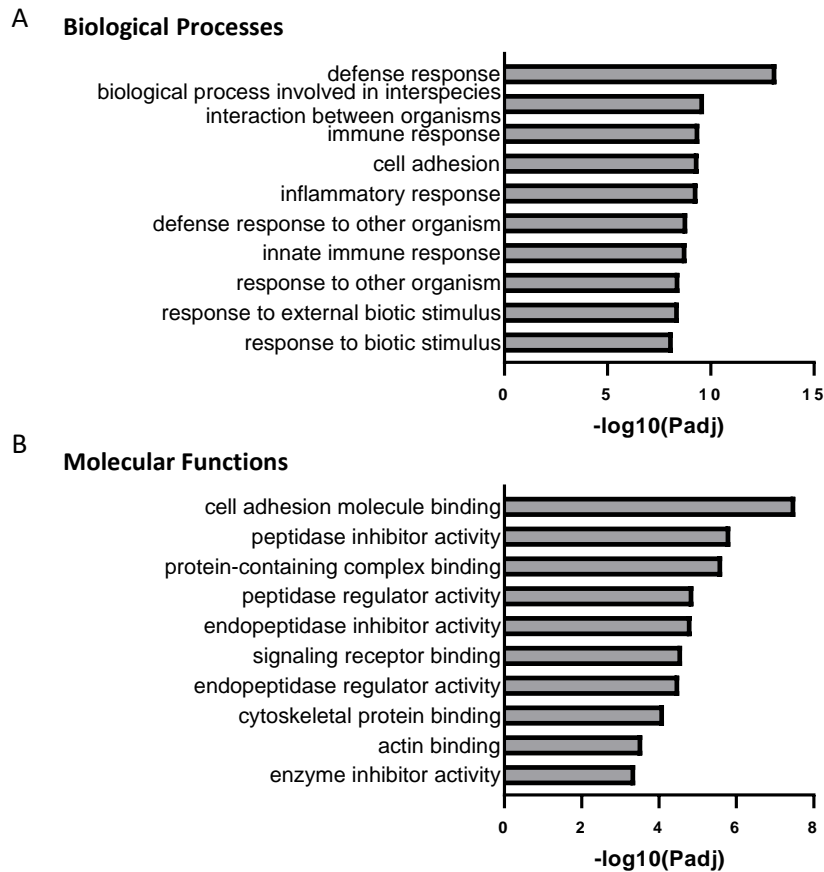 A
Biological Processes
defense response
biological process involved in interspecies
interaction between organisms
immune response
cell adhesion
inflammatory response
defense response to other organism
innate immune response
response to other organism
response to external biotic stimulus
response to biotic stimulus
0 5 10 15
-log10(Padj)
B
Molecular Functions
cell adhesion molecule binding
peptidase inhibitor activity
protein-containing complex binding
peptidase regulator activity
endopeptidase inhibitor activity
signaling receptor binding
endopeptidase regulator activity
cytoskeletal protein binding
actin binding
enzyme inhibitor activity
0 2 4 6 8
-log10(Padj)